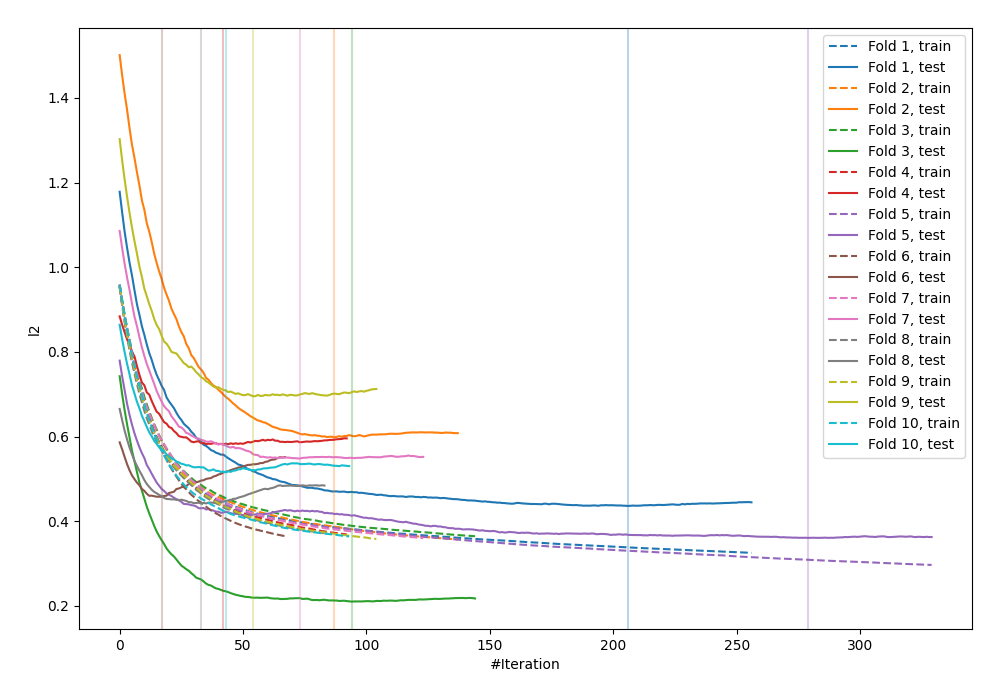 1.4
1.2
1.0
0.8
0.6
0.4
0.2
l2
0
50
100
150
200
250
300
#Iteration
Fold 1, train
Fold 1, test
Fold 2, train
Fold 2, test
Fold 3, train
Fold 3, test
Fold 4, train
Fold 4, test
Fold 5, train
Fold 5, test
Fold 6, train
Fold 6, test
Fold 7, train
Fold 7, test
Fold 8, train
Fold 8, test
Fold 9, train
Fold 9, test
Fold 10, train
Fold 10, test